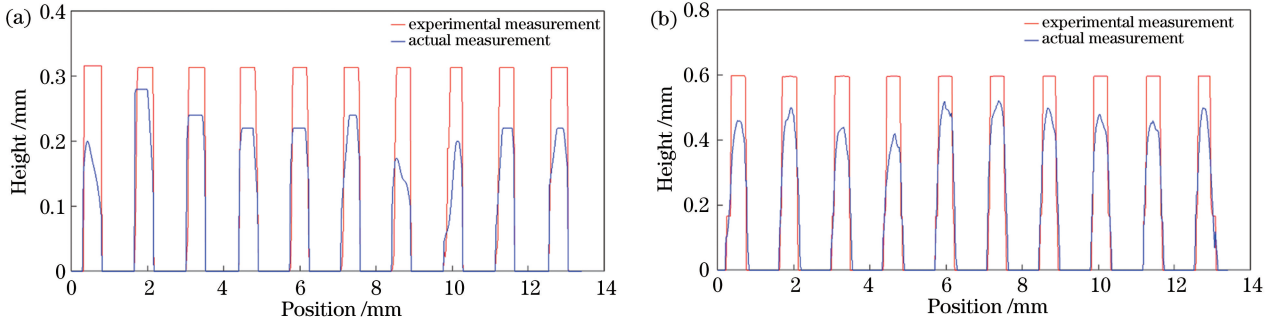 (a)
experimental measurement
actual measurement
0.4
0.3
0.2
0.1
0
Height /mm
0 2 4 6 8 10 12 14
Position /mm
(b)
experimental measurement
actual measurement
0.8
0.6
0.4
0.2
0
Height /mm
0 2 4 6 8 10 12 14
Position /mm